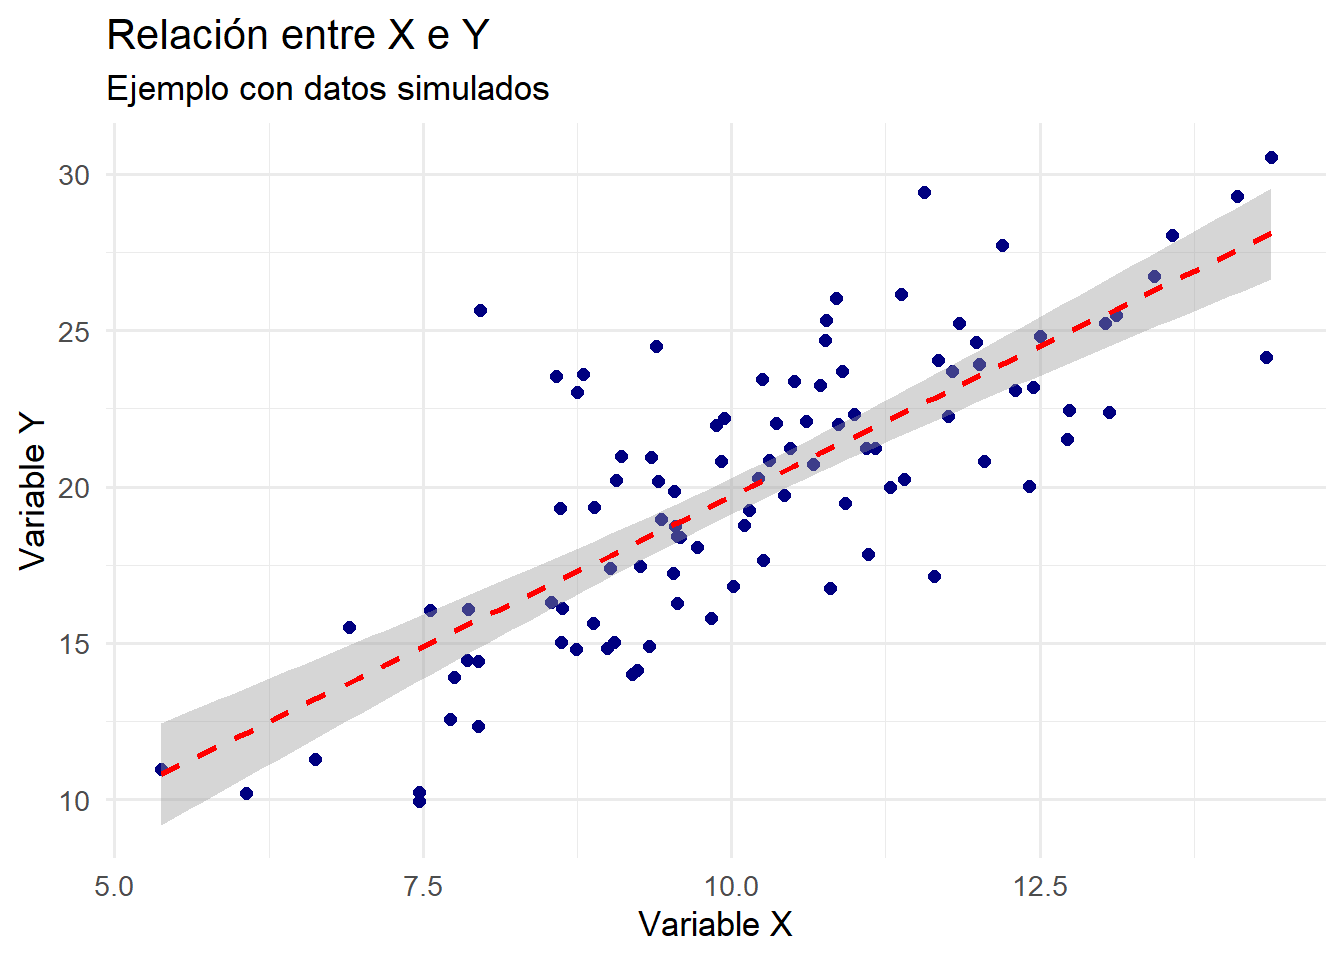 Relación entre X e Y
Ejemplo con datos simulados
Variable Y
30
25
20
15
10
5.0
7.5
10.0
12.5
Variable X